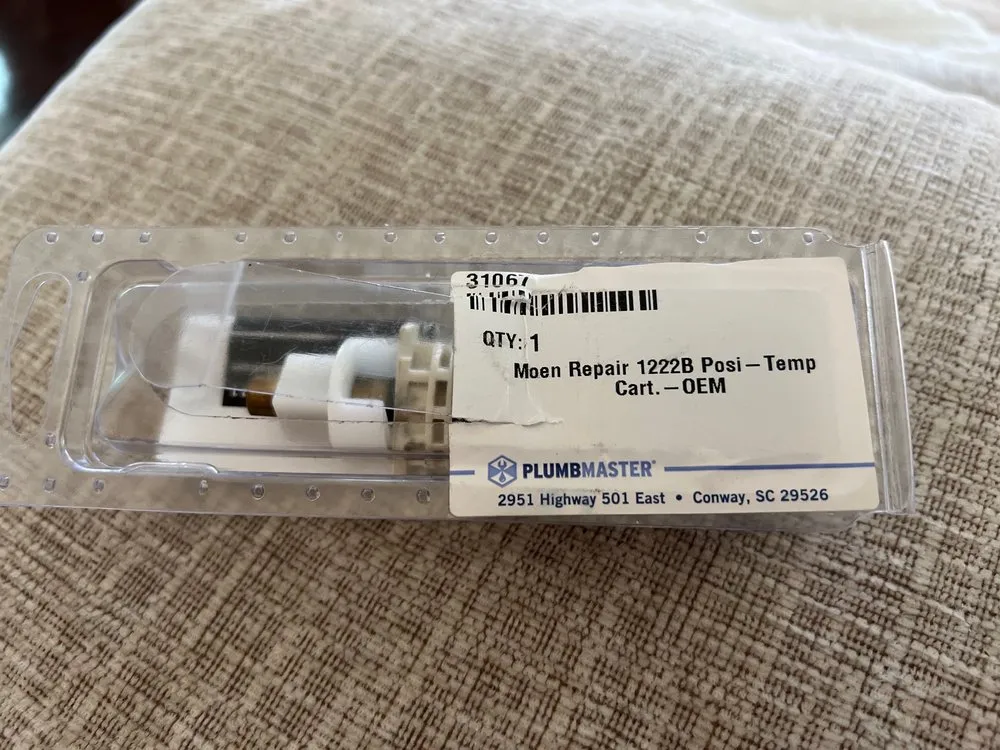 31067
QTY: 1
Moen Repair 1222B Posi-Temp
Cart.-OEM
PLUMBMASTER®
2951 Highway 501 East • Conway, SC 29526